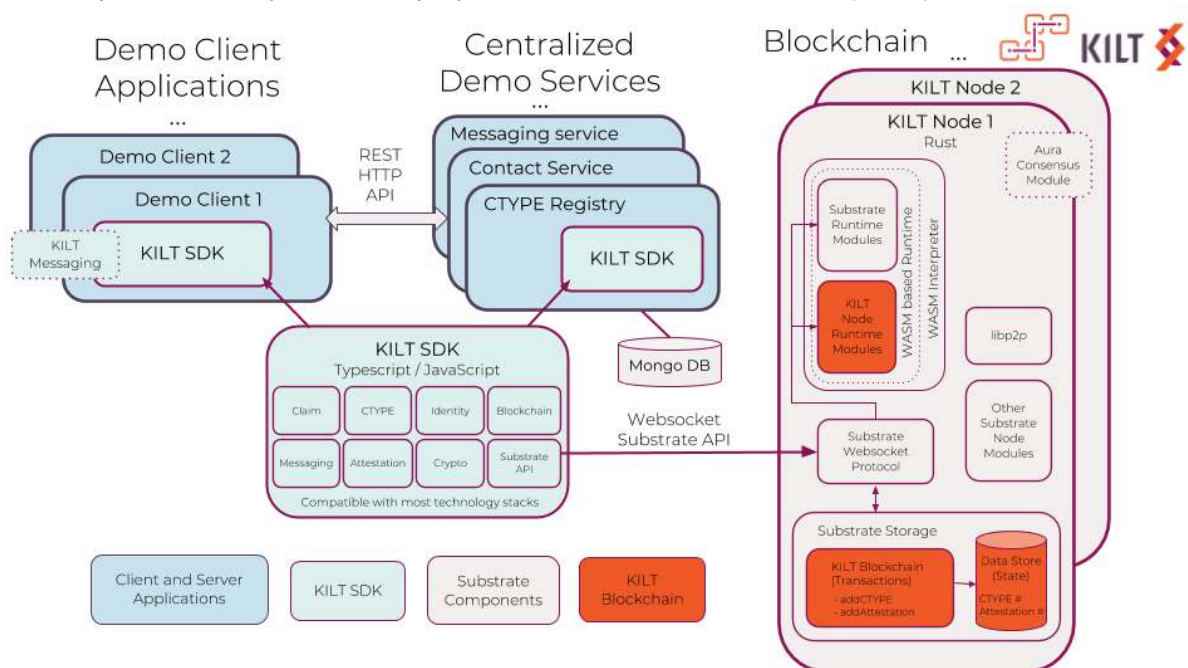 Demo Client
Applications
...
Demo Client 2
Demo Client 1
KILT
Messaging
KILT SDK
REST
HTTP
API
Centralized
Demo Services
...
Messaging service
Contact Service
CTYPE Registry
KILT SDK
Mongo DB
KILT SDK
Typescript / JavaScript
Claim
CTYPE
Identity
Blockchain
Messaging
Attestation
Crypto
Substrate
API
Compatible with most technology stacks
Websocket
Substrate API
Blockchain
...
KILT
KILT Node 2
KILT Node 1
Rust
Aura
Consensus
Module
Substrate
Runtime
Modules
KILT
Node
Runtime
Modules
WASM based Runtime
WASM Interpreter
libp2p
Other
Substrate
Node
Modules
Substrate
Websocket
Protocol
Substrate Storage
KILT Blockchain
(Transactions)
- addCTYPE
- addAttestation
Data Store
(State)
CTYPE #
Attestation #
Client and Server
Applications
KILT SDK
Substrate
Components
KILT
Blockchain